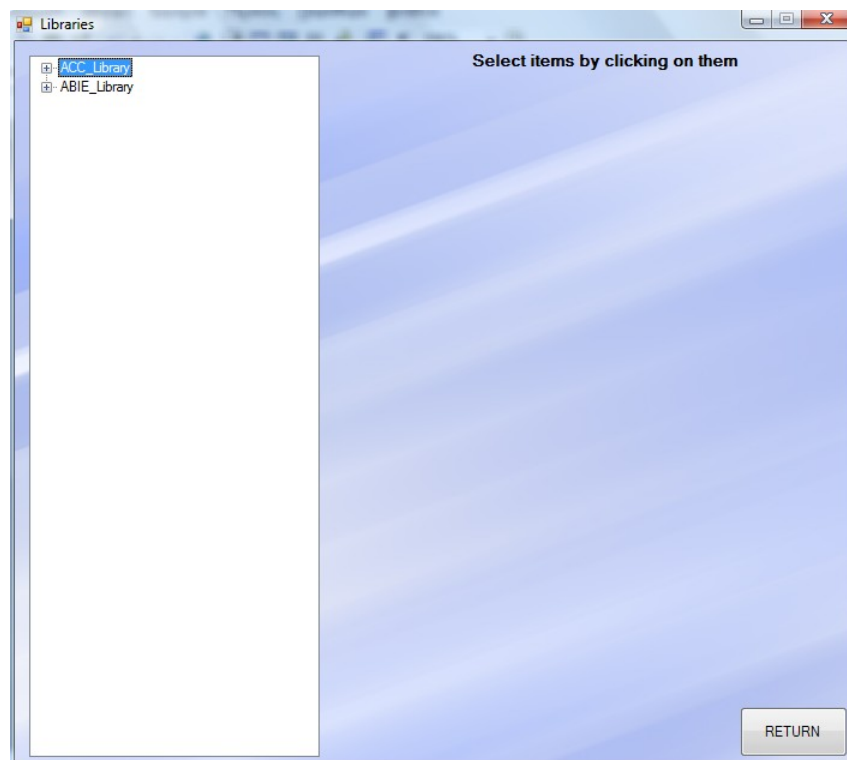 Libraries
Select items by clicking on them
ACC_Library
ABIE_Library
RETURN